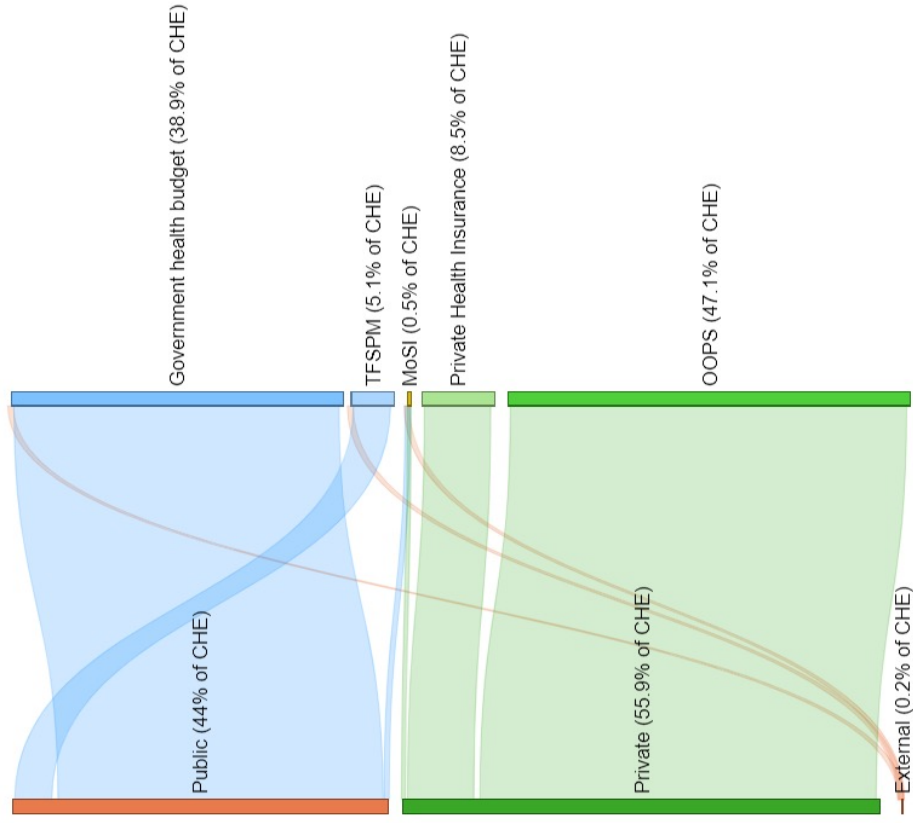 Government health budget (38.9% of CHE)
TFSPM (5.1% of CHE)
MoSI (0.5% of CHE)
Private Health Insurance (8.5% of CHE)
OOPS (47.1% of CHE)
Public (44% of CHE)
Private (55.9% of CHE)
External (0.2% of CHE)